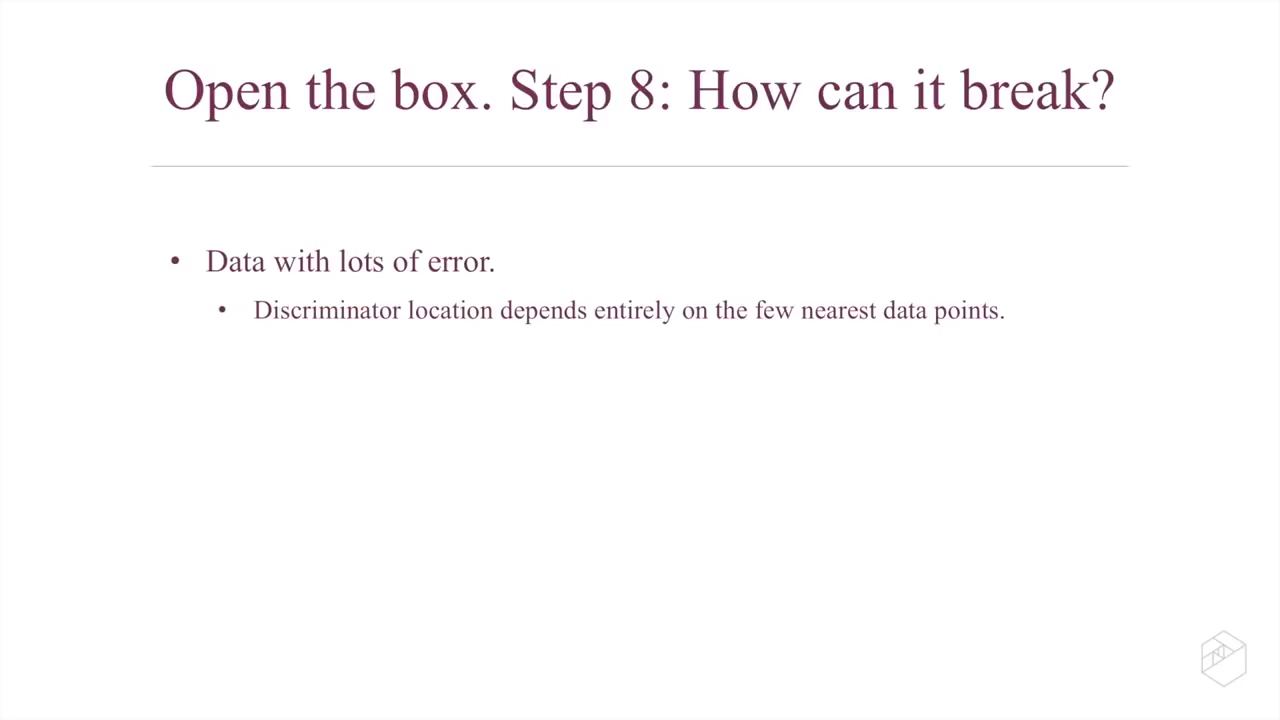 Open the box. Step 8: How can it break?
• Data with lots of error.
• Discriminator location depends entirely on the few nearest data points.